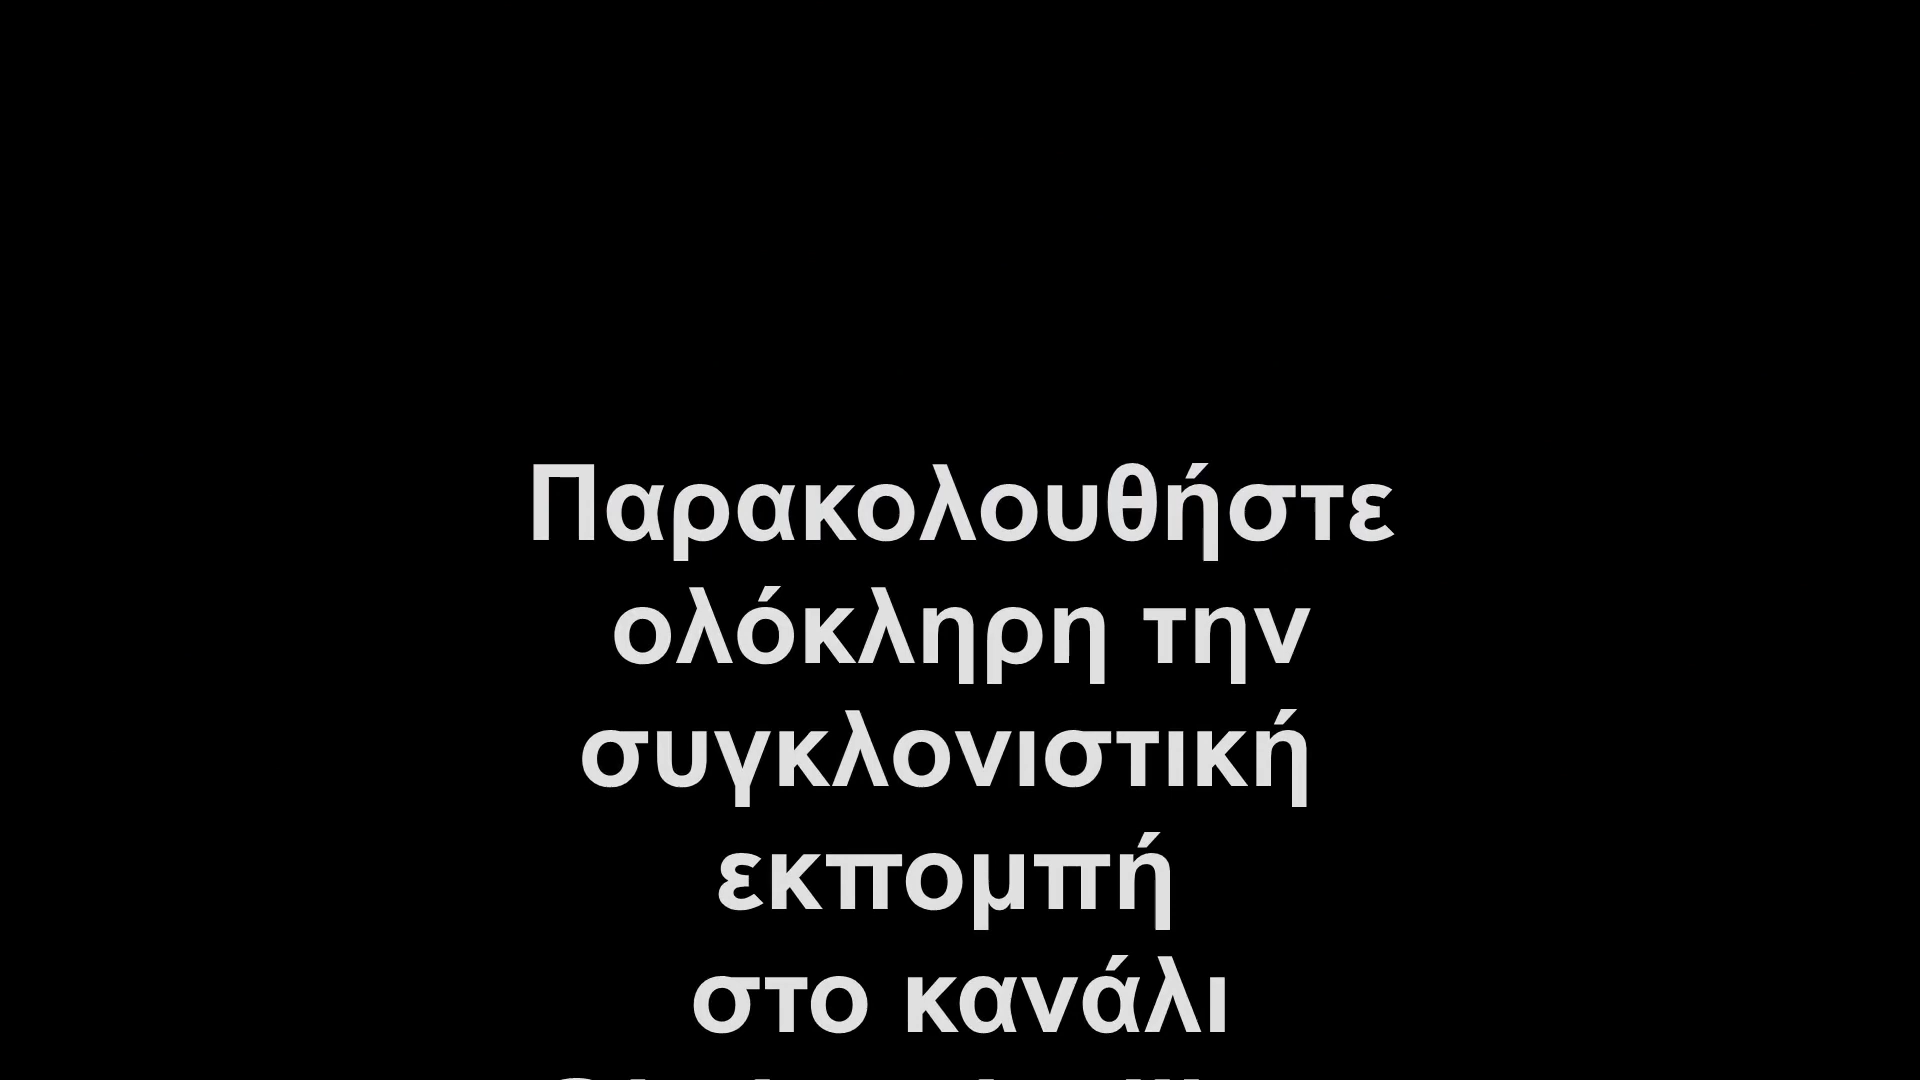 Παρακολουθήστε
ολόκληρη την
συγκλονιστική
εκπομπή
στο κανάλι